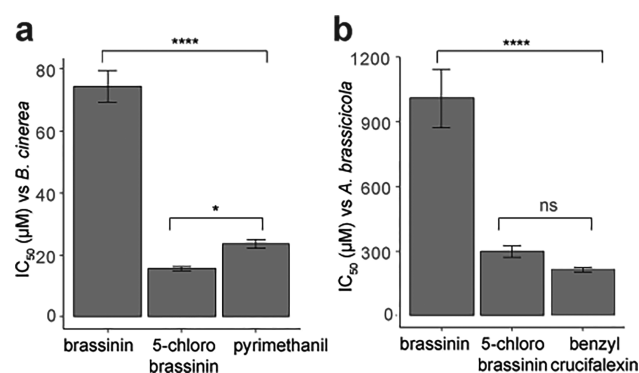 a
****
IC50 (µM) vs B. cinerea
80
60
40
20
0
*
brassinin
5-chloro
brassinin
pyrimethanil
b
****
IC50 (µM) vs A. brassicicola
1200
900
600
300
0
ns
brassinin
5-chloro
brassinin
benzyl
crucifalexin